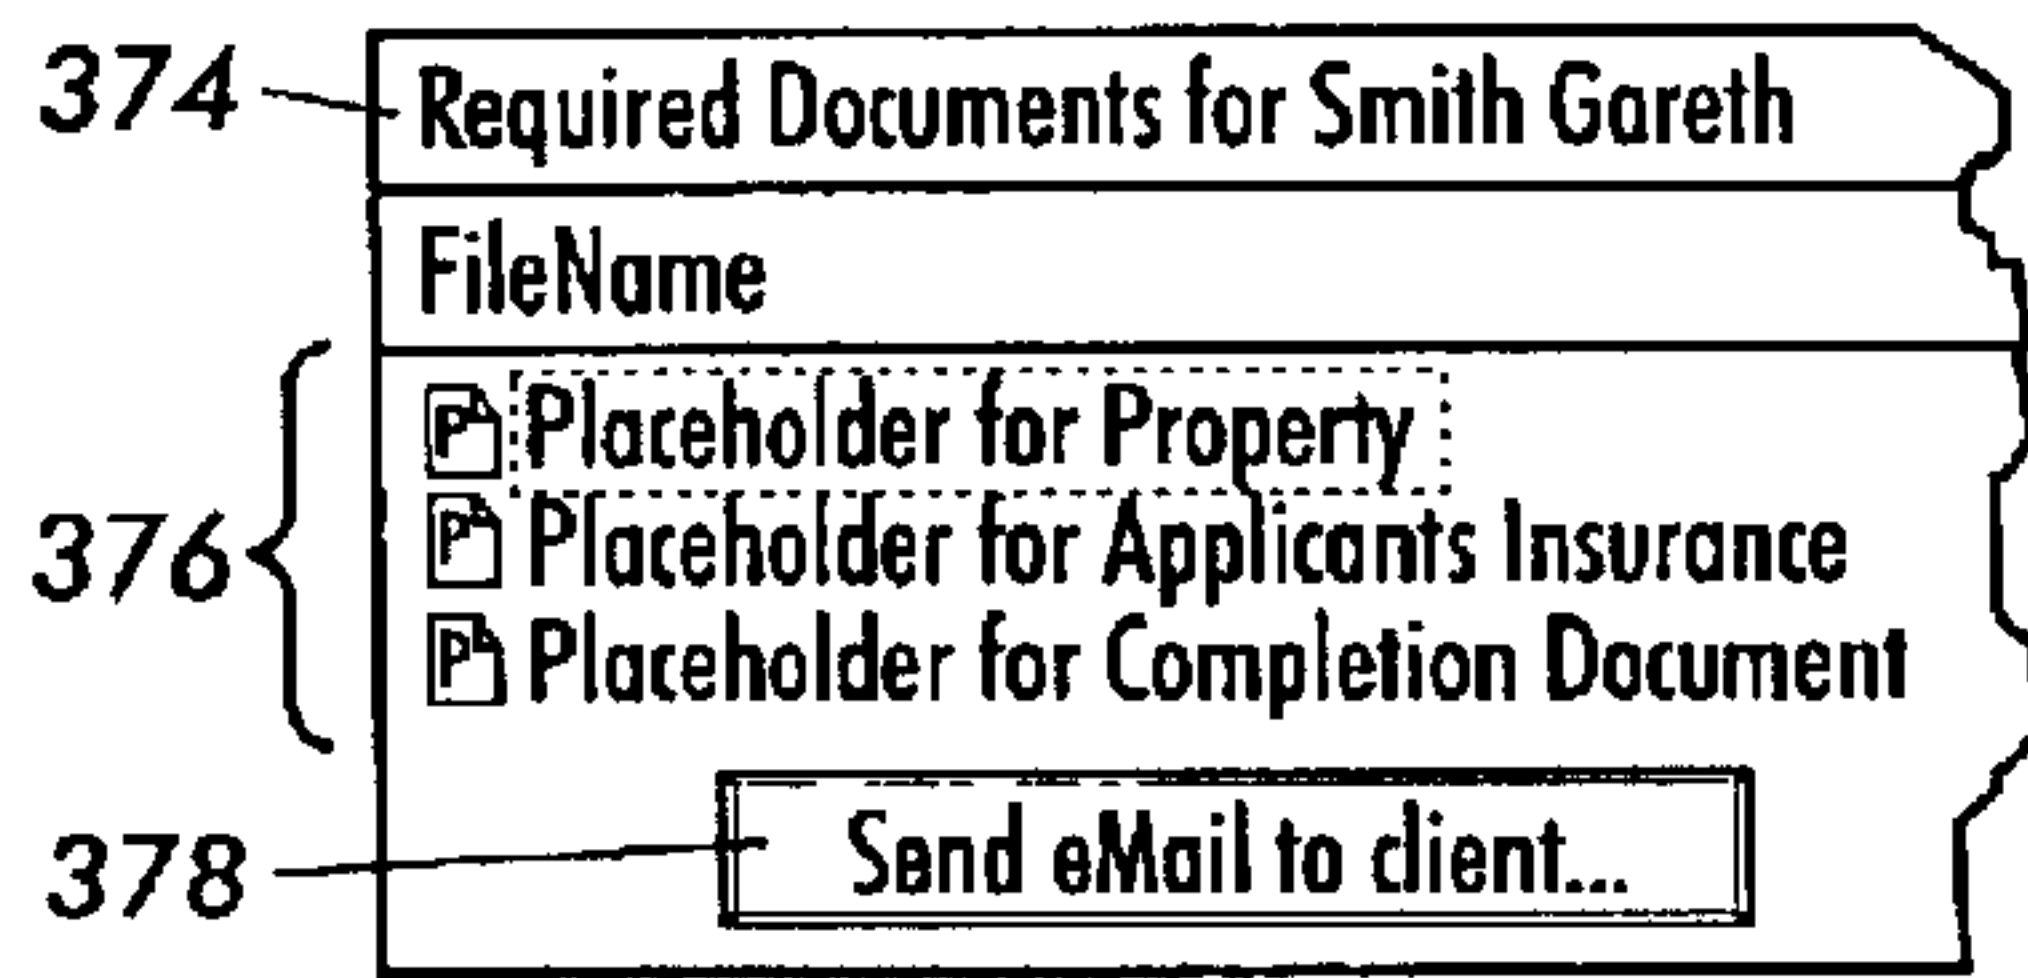 374 Required Documents for Smith Gareth
FileName
P Placeholder for Property
376 P Placeholder for Applicants Insurance
P Placeholder for Completion Document
378 Send eMail to client...